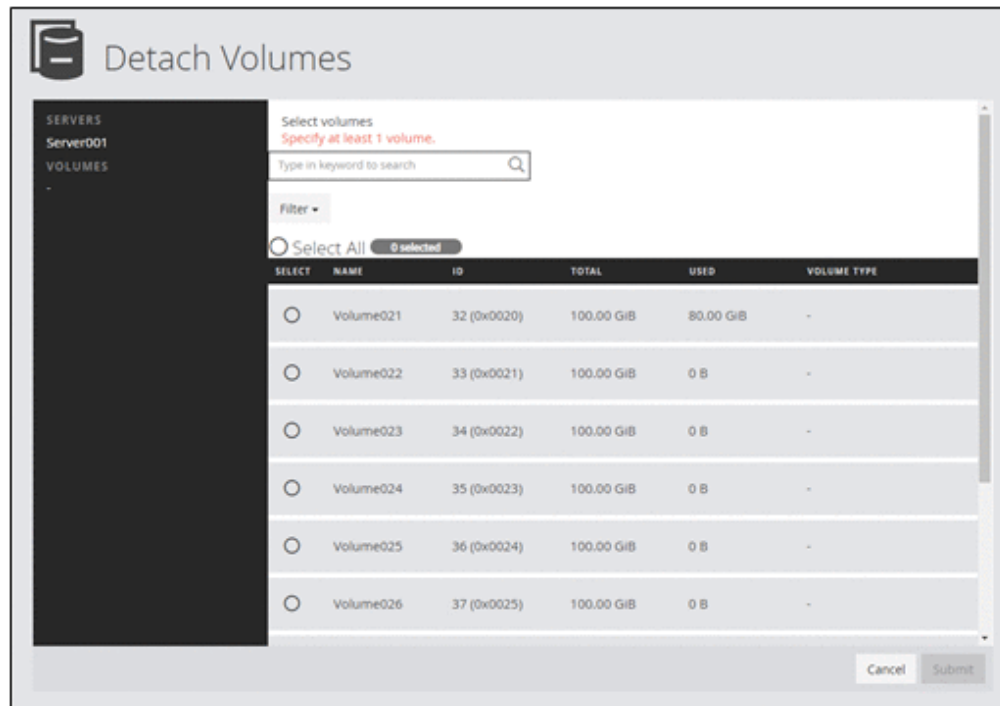 Detach Volumes
SERVERS
Server001
VOLUMES
-
Select volumes
Specify at least 1 volume.
Type in keyword to search
Filter
Select All 0 selected
SELECT NAME ID TOTAL USED VOLUME TYPE
Volume021 32 (0x0020) 100.00 GiB 80.00 GiB -
Volume022 33 (0x0021) 100.00 GiB 0 B -
Volume023 34 (0x0022) 100.00 GiB 0 B -
Volume024 35 (0x0023) 100.00 GiB 0 B -
Volume025 36 (0x0024) 100.00 GiB 0 B -
Volume026 37 (0x0025) 100.00 GiB 0 B -
Cancel Submit